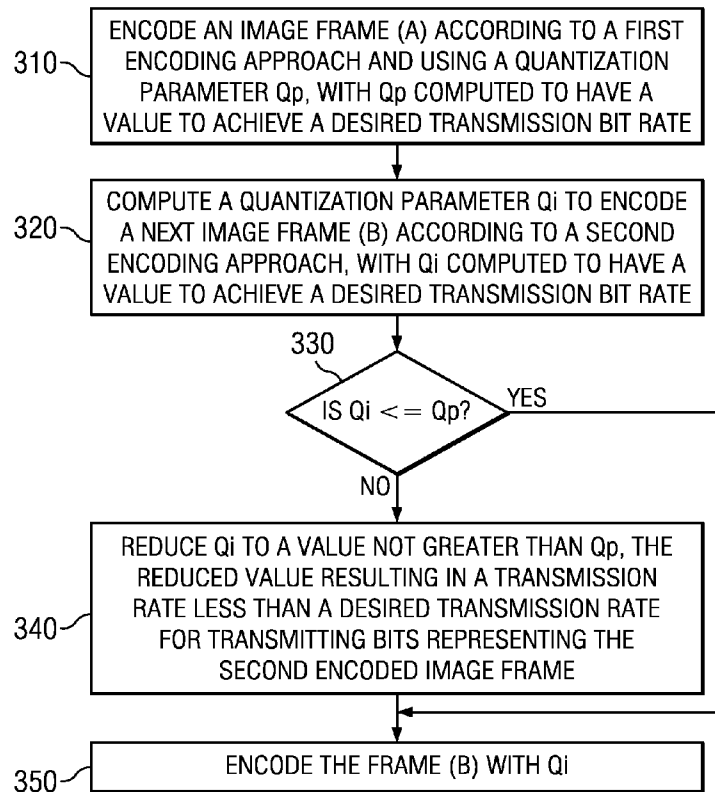 310
ENCODE AN IMAGE FRAME (A) ACCORDING TO A FIRST
ENCODING APPROACH AND USING A QUANTIZATION
PARAMETER Qp, WITH Qp COMPUTED TO HAVE A
VALUE TO ACHIEVE A DESIRED TRANSMISSION BIT RATE
320
COMPUTE A QUANTIZATION PARAMETER Qi TO ENCODE
A NEXT IMAGE FRAME (B) ACCORDING TO A SECOND
ENCODING APPROACH, WITH Qi COMPUTED TO HAVE A
VALUE TO ACHIEVE A DESIRED TRANSMISSION BIT RATE
330
IS Qi <= Qp?
YES
NO
340
REDUCE Qi TO A VALUE NOT GREATER THAN Qp, THE
REDUCED VALUE RESULTING IN A TRANSMISSION
RATE LESS THAN A DESIRED TRANSMISSION RATE
FOR TRANSMITTING BITS REPRESENTING THE
SECOND ENCODED IMAGE FRAME
350
ENCODE THE FRAME (B) WITH Qi